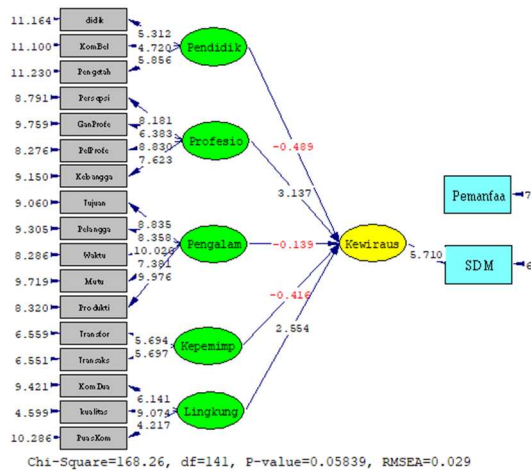 11.164 didik 5.312
11.100 KomBel 4.720 Pendidik
11.230 Pengetah 5.856
8.791 Persepsi 8.181
9.759 GanProfe 6.383 Profesio -0.489
8.276 PelProfe 8.830
9.150 Kebangga 7.623 3.137
9.060 Tujuan 8.835 Pemanfaa 7
9.305 Pelangga 8.358
8.286 Waktu 10.020 Pengalam -0.139 Kewiraus
9.719 Mutu 7.381 5.710 SDM 6
8.320 Produkti 9.976
-0.416
6.559 Transfor 5.694 2.554
6.551 Transaks 5.697 Kepemimp
9.421 KomDua 6.141
4.599 kualitas 9.074 Lingkung
10.286 PuasKom 4.217
Chi-Square=168.26, df=141, P-value=0.05839, RMSEA=0.029